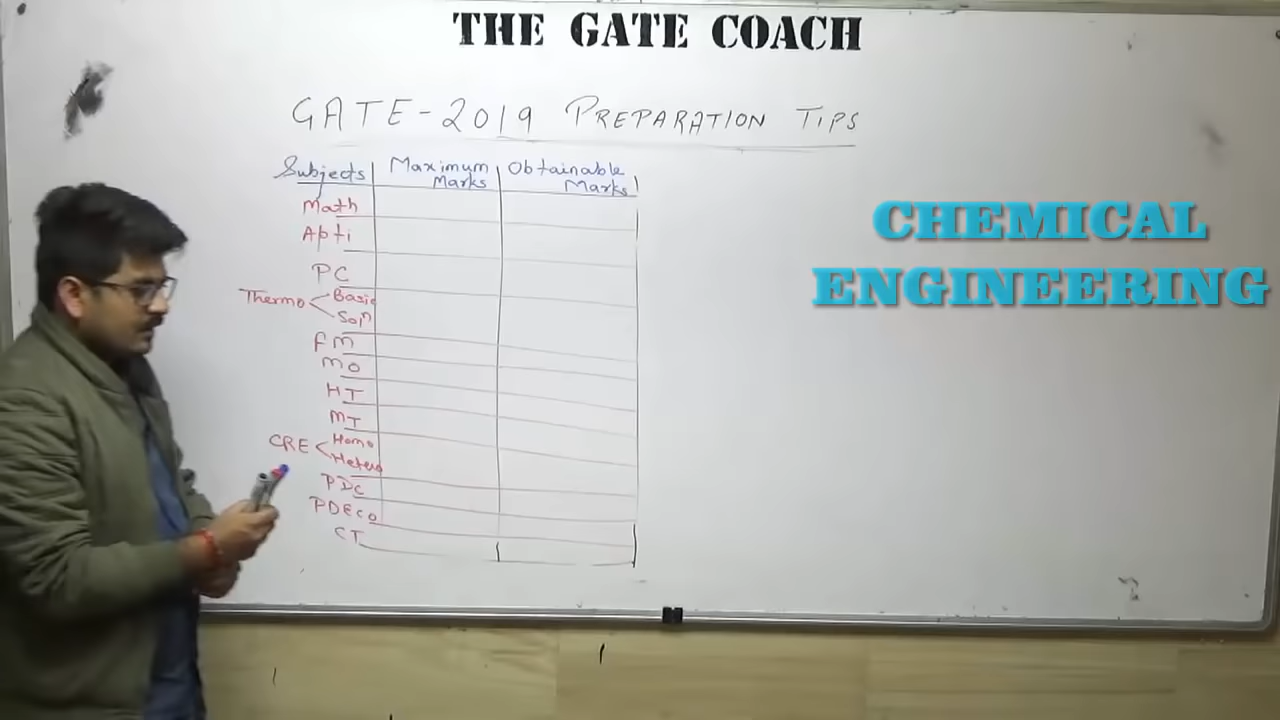 THE GATE COACH
GATE-2019 PREPARATION TIPS
Subjects Maximum Marks Obtainable Marks
Math
Apti
PC
Thermo Basic
Solⁿ
FM
MO
HT
MT
CRE Homo
Hetero
PDC
PDECO
CT
CHEMICAL
ENGINEERING